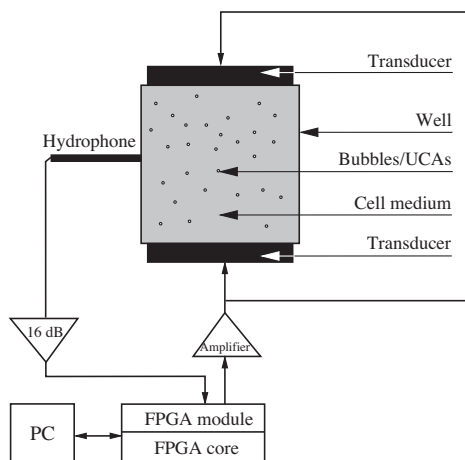 Transducer
Well
Hydrophone
Bubbles/UCAs
Cell medium
Transducer
16 dB
Amplifier
FPGA module
PC
FPGA core